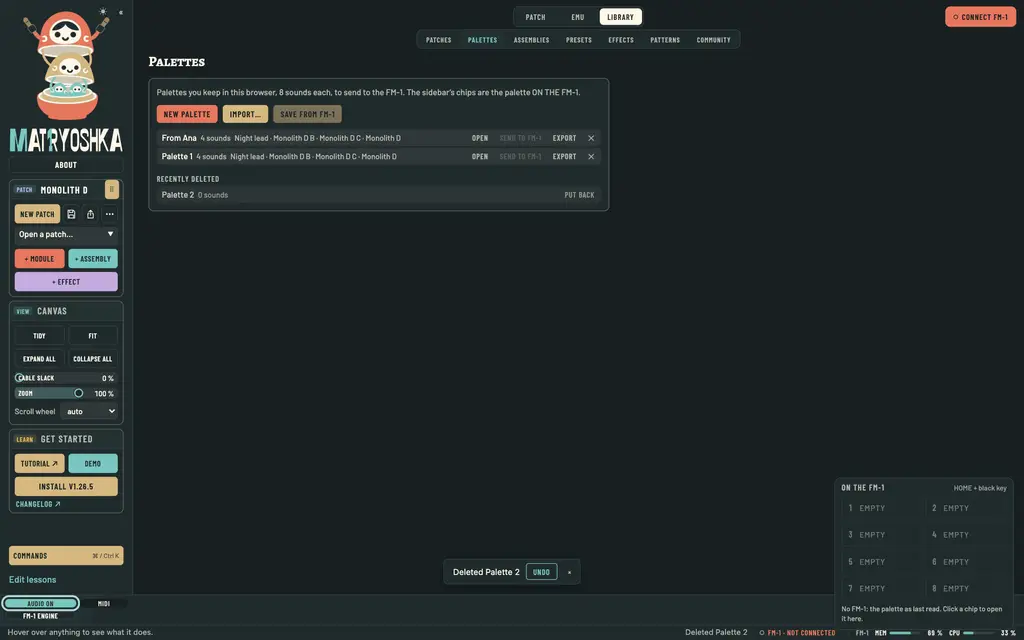 MATRYOSHKA
ABOUT
PATCH MONOLITH D
NEW PATCH
Open a patch...
+ MODULE + ASSEMBLY
+ EFFECT
VIEW CANVAS
TIDY FIT
EXPAND ALL COLLAPSE ALL
CABLE SLACK 0 %
ZOOM 100 %
Scroll wheel auto
LEARN GET STARTED
TUTORIAL ↗ DEMO
INSTALL V1.26.5
CHANGELOG ↗
COMMANDS ⌘ / Ctrl K
Edit lessons
AUDIO ON MIDI
FM-1 ENGINE
Hover over anything to see what it does.
PATCH EMU LIBRARY
CONNECT FM-1
PATCHES PALETTES ASSEMBLIES PRESETS EFFECTS PATTERNS COMMUNITY
PALETTES
Palettes you keep in this browser, 8 sounds each, to send to the FM-1. The sidebar's chips are the palette ON THE FM-1.
NEW PALETTE IMPORT... SAVE FROM FM-1
From Ana 4 sounds Night lead · Monolith D B · Monolith D C · Monolith D OPEN SEND TO FM-1 EXPORT ×
Palette 1 4 sounds Night lead · Monolith D B · Monolith D C · Monolith D OPEN SEND TO FM-1 EXPORT ×
RECENTLY DELETED
Palette 2 0 sounds PUT BACK
Deleted Palette 2 UNDO
ON THE FM-1 HOME + black key
1 EMPTY 2 EMPTY
3 EMPTY 4 EMPTY
5 EMPTY 6 EMPTY
7 EMPTY 8 EMPTY
No FM-1: the palette as last read. Click a chip to open it here.
Deleted Palette 2 FM-1 - NOT CONNECTED FM-1 MEM 69 % CPU 33 %